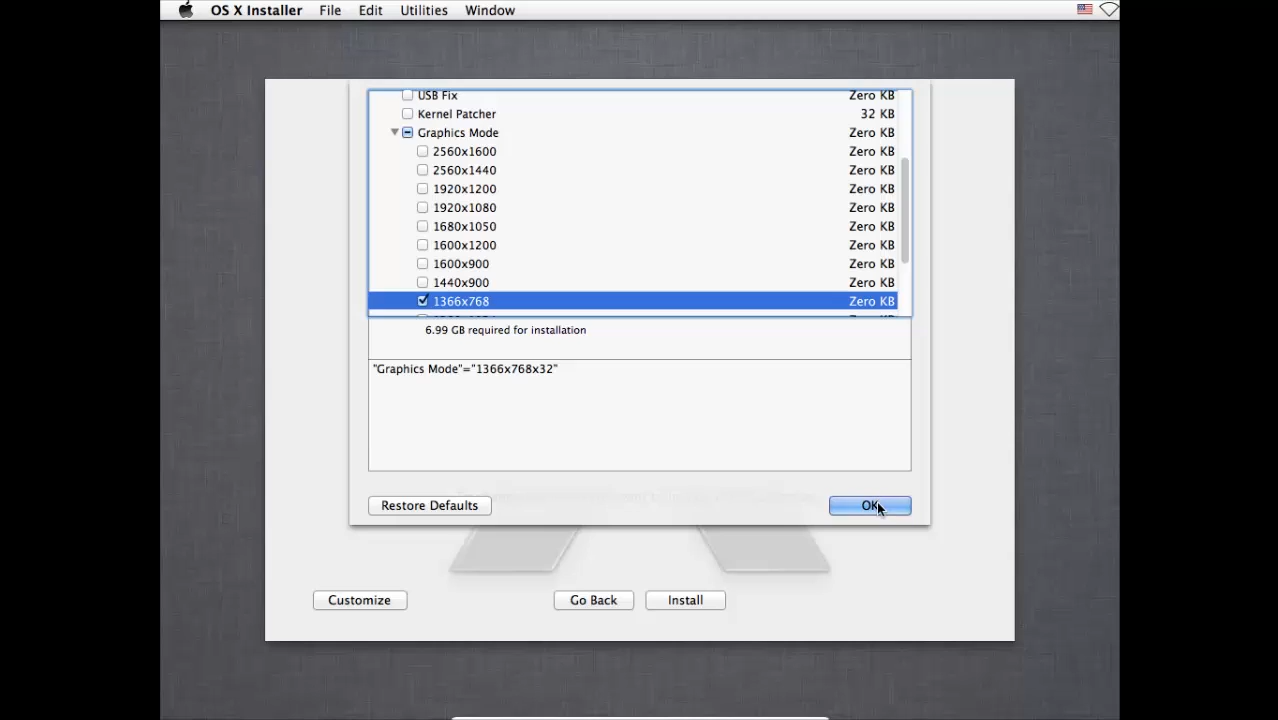 OS X Installer File Edit Utilities Window
USB Fix Zero KB
Kernel Patcher 32 KB
Graphics Mode Zero KB
2560x1600 Zero KB
2560x1440 Zero KB
1920x1200 Zero KB
1920x1080 Zero KB
1680x1050 Zero KB
1600x1200 Zero KB
1600x900 Zero KB
1440x900 Zero KB
1366x768 Zero KB
6.99 GB required for installation
"Graphics Mode"="1366x768x32"
Restore Defaults OK
Customize Go Back Install